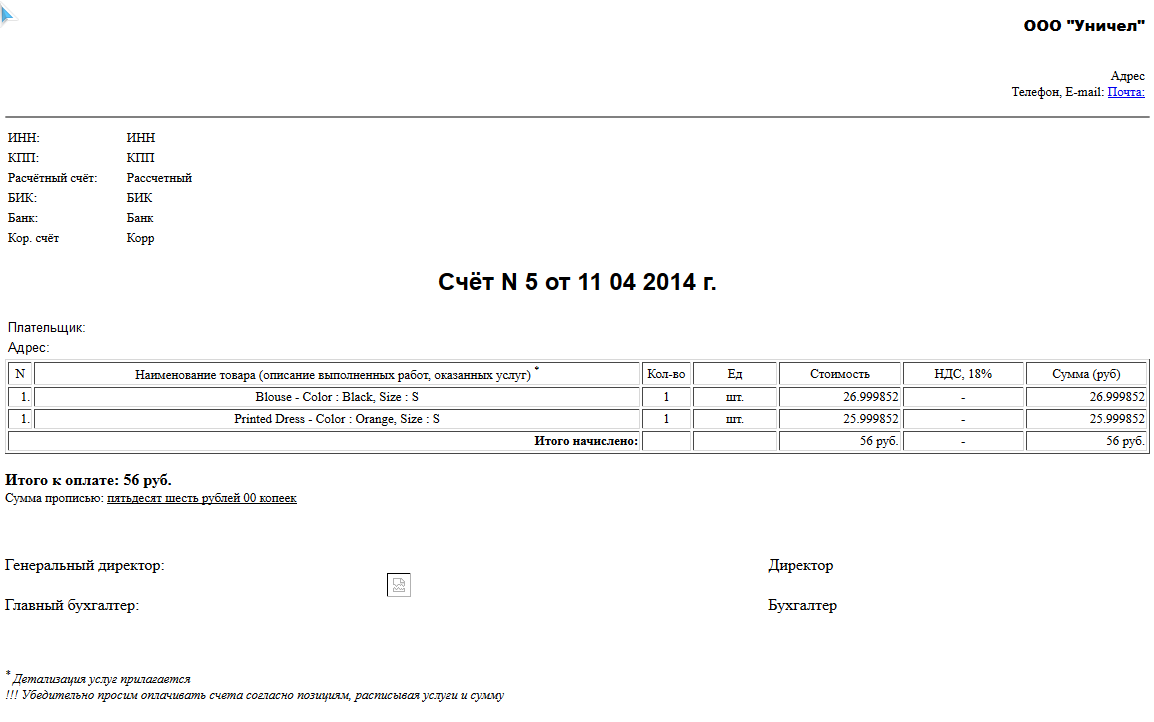 ООО "Уничел"
Адрес
Телефон, E-mail: Почта:
ИНН: ИНН
КПП: КПП
Расчётный счёт: Рассчетный
БИК: БИК
Банк: Банк
Кор. счёт Корр
Счёт N 5 от 11 04 2014 г.
Плательщик:
Адрес:
N Наименование товара (описание выполненных работ, оказанных услуг) * Кол-во Ед Стоимость НДС, 18% Сумма (руб)
1. Blouse - Color : Black, Size : S 1 шт. 26.999852 - 26.999852
1. Printed Dress - Color : Orange, Size : S 1 шт. 25.999852 - 25.999852
Итого начислено: 56 руб. - 56 руб.
Итого к оплате: 56 руб.
Сумма прописью: пятьдесят шесть рублей 00 копеек
Генеральный директор: Директор
Главный бухгалтер: Бухгалтер
* Детализация услуг прилагается
!!! Убедительно просим оплачивать счета согласно позициям, расписывая услуги и сумму